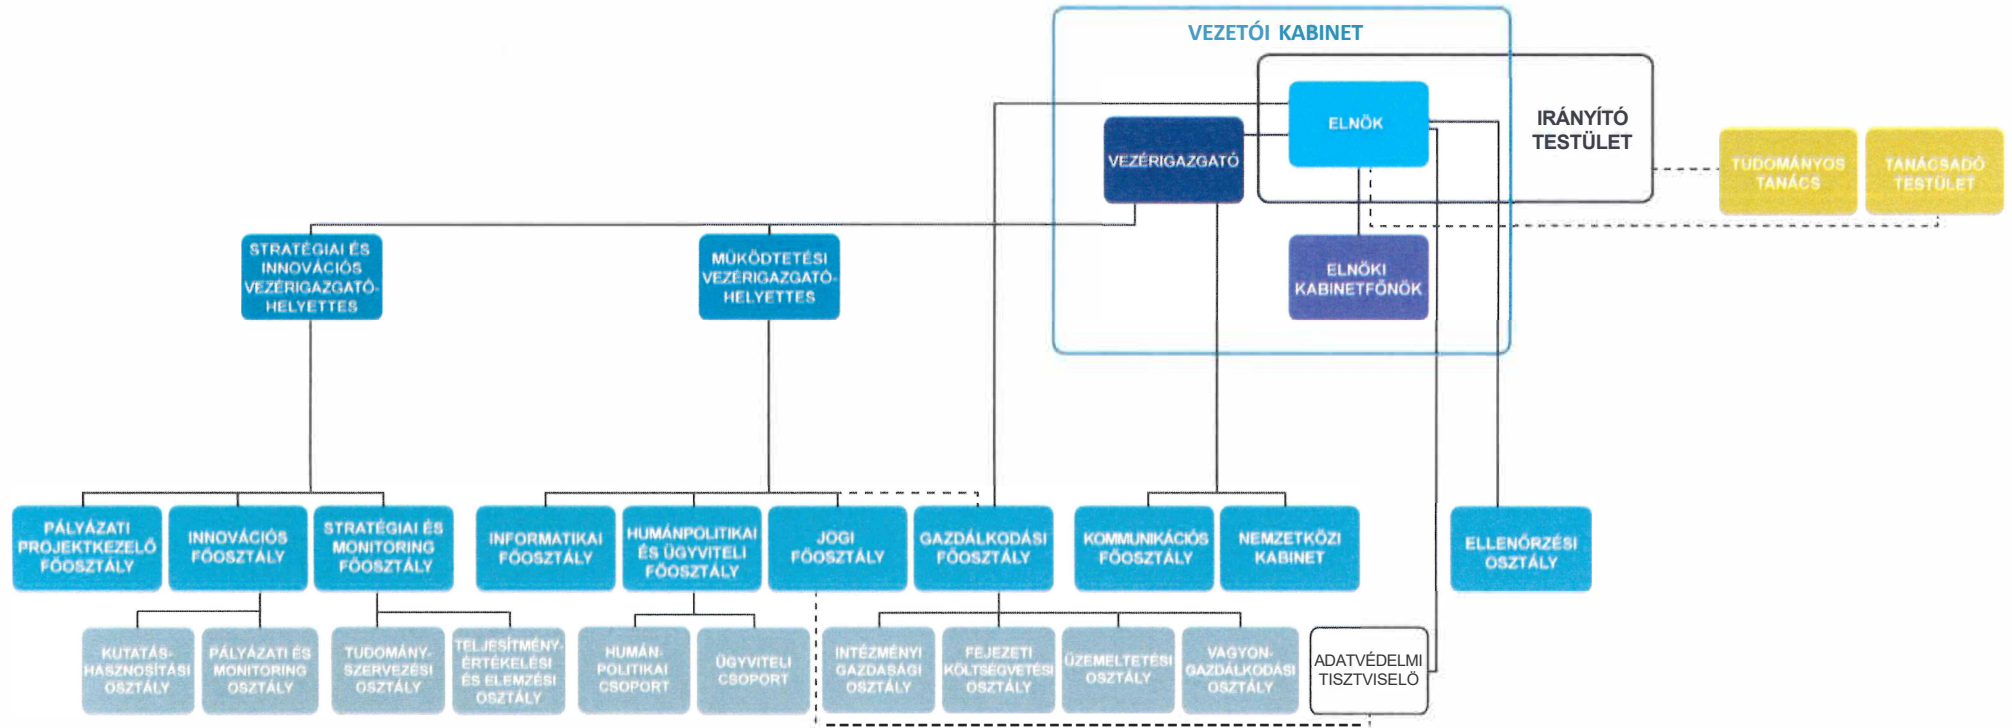 VEZETÓI KABINET
ELNÖK
IRÁNYÍTÓ
TESTÜLET
VEZÉRIGAZGATÓ
TUDOMÁNYOS
TANÁCS
TANÁCSADÓ
TESTÜLET
STRATÉGIAI ÉS
INNOVÁCIÓS
VEZÉRIGAZGATÓ-
HELYETTES
MŰKÖDTETÉSI
VEZÉRIGAZGATÓ-
HELYETTES
ELNÖKI
KABINETFŐNÖK
PÁLYÁZATI
PROJEKTKEZELŐ
FŐOSZTÁLY
INNOVÁCIÓS
FŐOSZTÁLY
STRATÉGIAI ÉS
MONITORING
FŐOSZTÁLY
INFORMATIKAI
FŐOSZTÁLY
HUMÁNPOLITIKAI
ÉS ÜGYVITELI
FŐOSZTÁLY
JOGI
FŐOSZTÁLY
GAZDÁLKODÁSI
FŐOSZTÁLY
KOMMUNIKÁCIÓS
FŐOSZTÁLY
NEMZETKÖZI
KABINET
ELLENŐRZÉSI
OSZTÁLY
KUTATÁS-
HASZNOSÍTÁSI
OSZTÁLY
PÁLYÁZATI ÉS
MONITORING
OSZTÁLY
TUDOMÁNY-
SZERVEZÉSI
OSZTÁLY
TELJESÍTMÉNY-
ÉRTÉKELÉSI
ÉS ELEMZÉSI
OSZTÁLY
HUMÁN-
POLITIKAI
CSOPORT
ÜGYVITELI
CSOPORT
INTÉZMÉNYI
GAZDASÁGI
OSZTÁLY
FEJEZETI
KÖLTSÉGVETÉSI
OSZTÁLY
ÜZEMELTETÉSI
OSZTÁLY
VAGYON-
GAZDÁLKODÁSI
OSZTÁLY
ADATVÉDELMI
TISZTVISELÖ